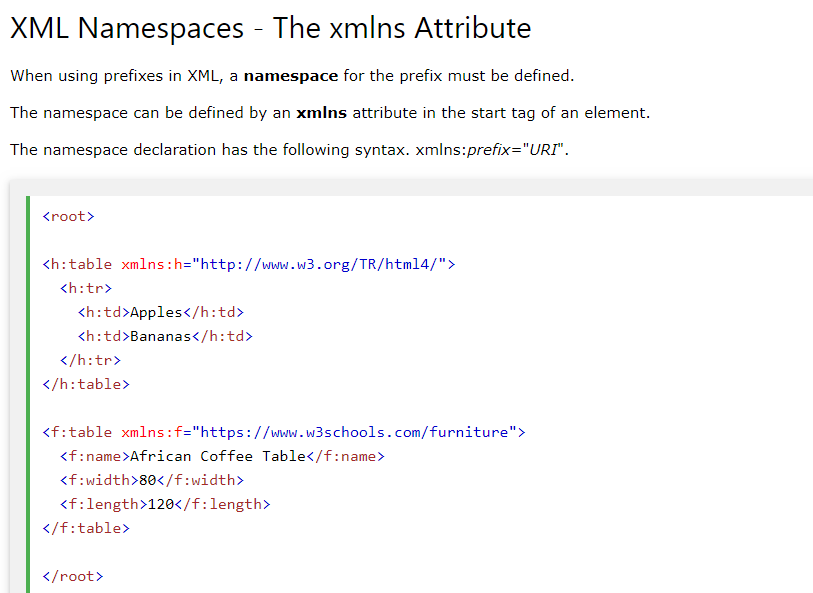 XML Namespaces - The xmlns Attribute
When using prefixes in XML, a namespace for the prefix must be defined.
The namespace can be defined by an xmlns attribute in the start tag of an element.
The namespace declaration has the following syntax. xmlns:prefix="URI".
<root>
<h:table xmlns:h="http://www.w3.org/TR/html4/">
<h:tr>
<h:td>Apples</h:td>
<h:td>Bananas</h:td>
</h:tr>
</h:table>
<f:table xmlns:f="https://www.w3schools.com/furniture">
<f:name>African Coffee Table</f:name>
<f:width>80</f:width>
<f:length>120</f:length>
</f:table>
</root>